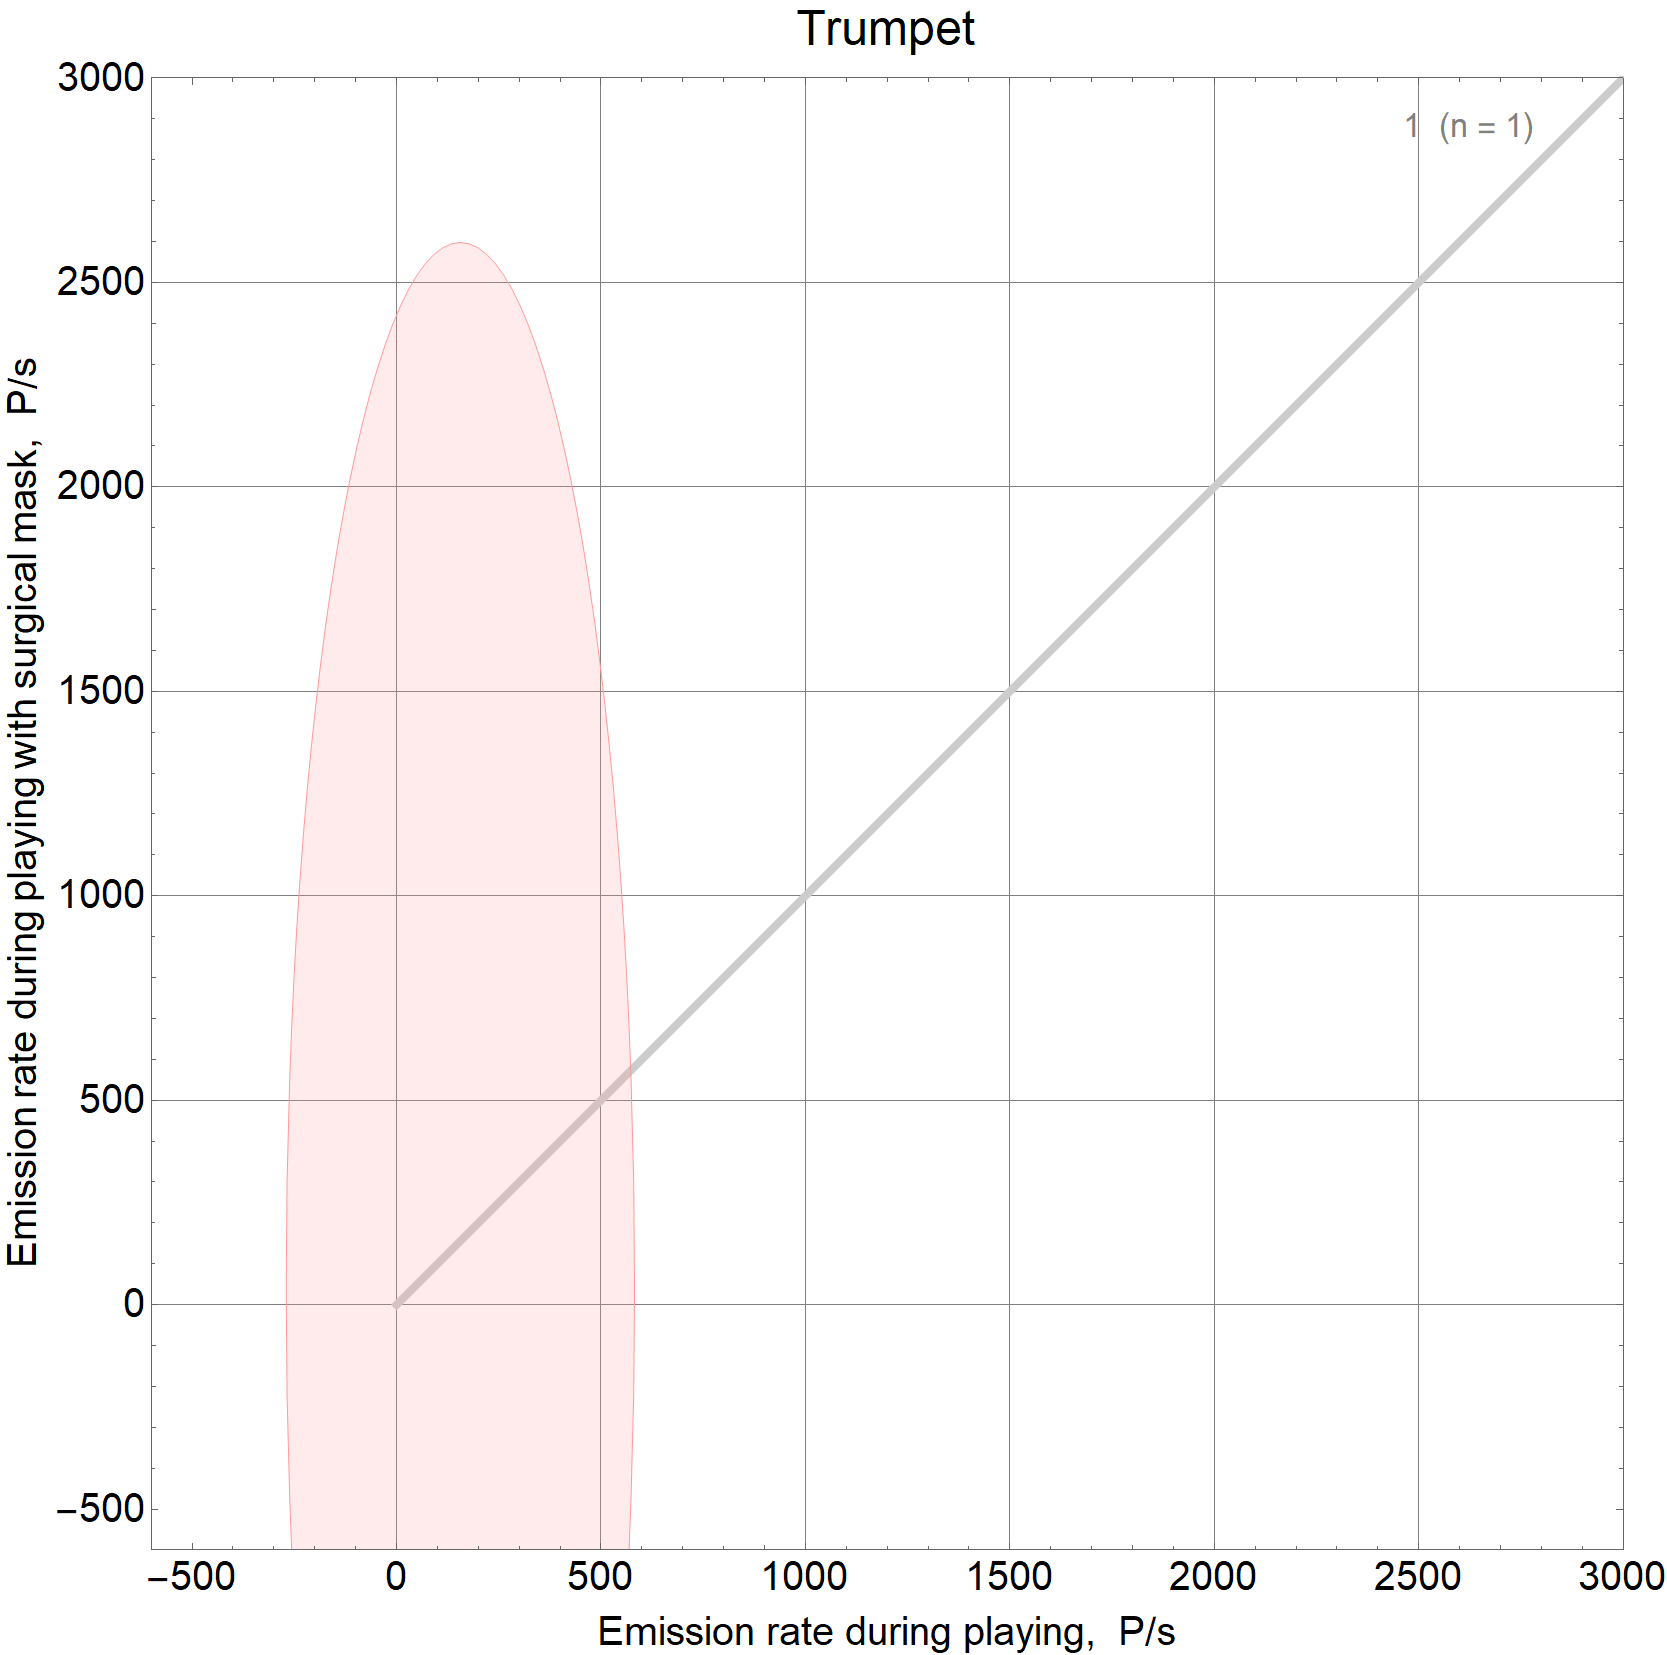 Trumpet
3000
1 (n = 1)
2500
2000
1500
1000
500
0
−500
Emission rate during playing with surgical mask, P/s
−500 0 500 1000 1500 2000 2500 3000
Emission rate during playing, P/s